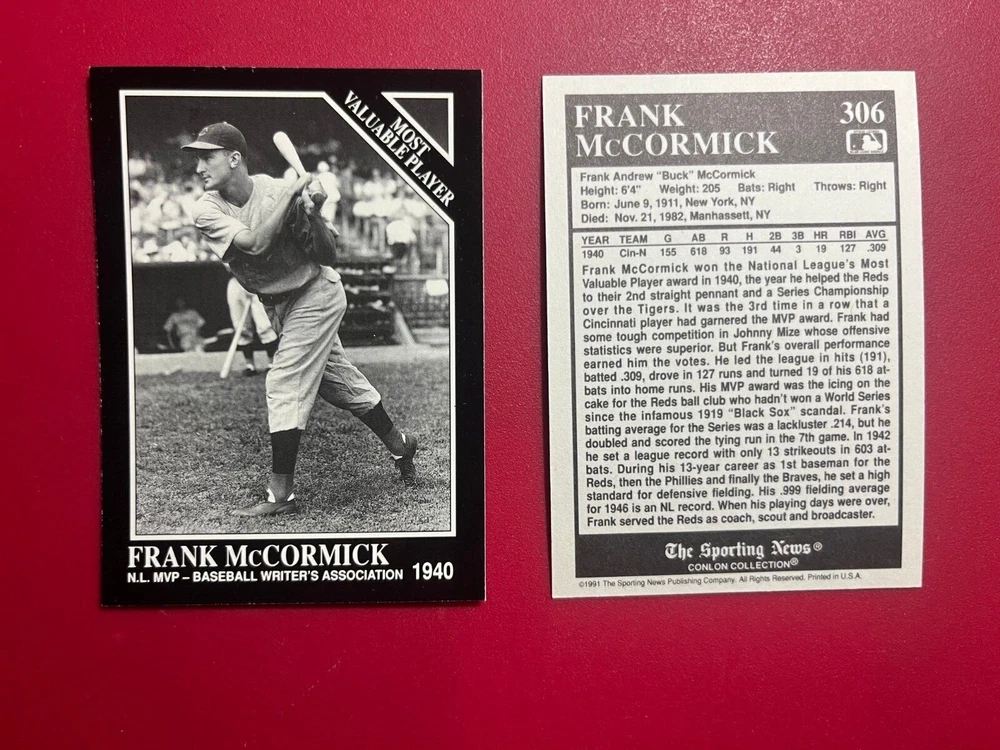 MOST
VALUABLE PLAYER
FRANK McCORMICK
N.L. MVP – BASEBALL WRITER'S ASSOCIATION 1940
FRANK
McCORMICK
306
Frank Andrew "Buck" McCormick
Height: 6'4" Weight: 205 Bats: Right Throws: Right
Born: June 9, 1911, New York, NY
Died: Nov. 21, 1982, Manhassett, NY
YEAR TEAM G AB R H 2B 3B HR RBI AVG
1940 Cin-N 155 618 93 191 44 3 19 127 .309
Frank McCormick won the National League's Most
Valuable Player award in 1940, the year he helped the Reds
to their 2nd straight pennant and a Series Championship
over the Tigers. It was the 3rd time in a row that a
Cincinnati player had garnered the MVP award. Frank had
some tough competition in Johnny Mize whose offensive
statistics were superior. But Frank's overall performance
earned him the votes. He led the league in hits (191),
batted .309, drove in 127 runs and turned 19 of his 618 at-
bats into home runs. His MVP award was the icing on the
cake for the Reds ball club who hadn't won a World Series
since the infamous 1919 "Black Sox" scandal. Frank's
batting average for the Series was a lackluster .214, but he
doubled and scored the tying run in the 7th game. In 1942
he set a league record with only 13 strikeouts in 603 at-
bats. During his 13-year career as 1st baseman for the
Reds, then the Phillies and finally the Braves, he set a high
standard for defensive fielding. His .999 fielding average
for 1946 is an NL record. When his playing days were over,
Frank served the Reds as coach, scout and broadcaster.
The Sporting News®
CONLON COLLECTION®
©1991 The Sporting News Publishing Company. All Rights Reserved. Printed in U.S.A.